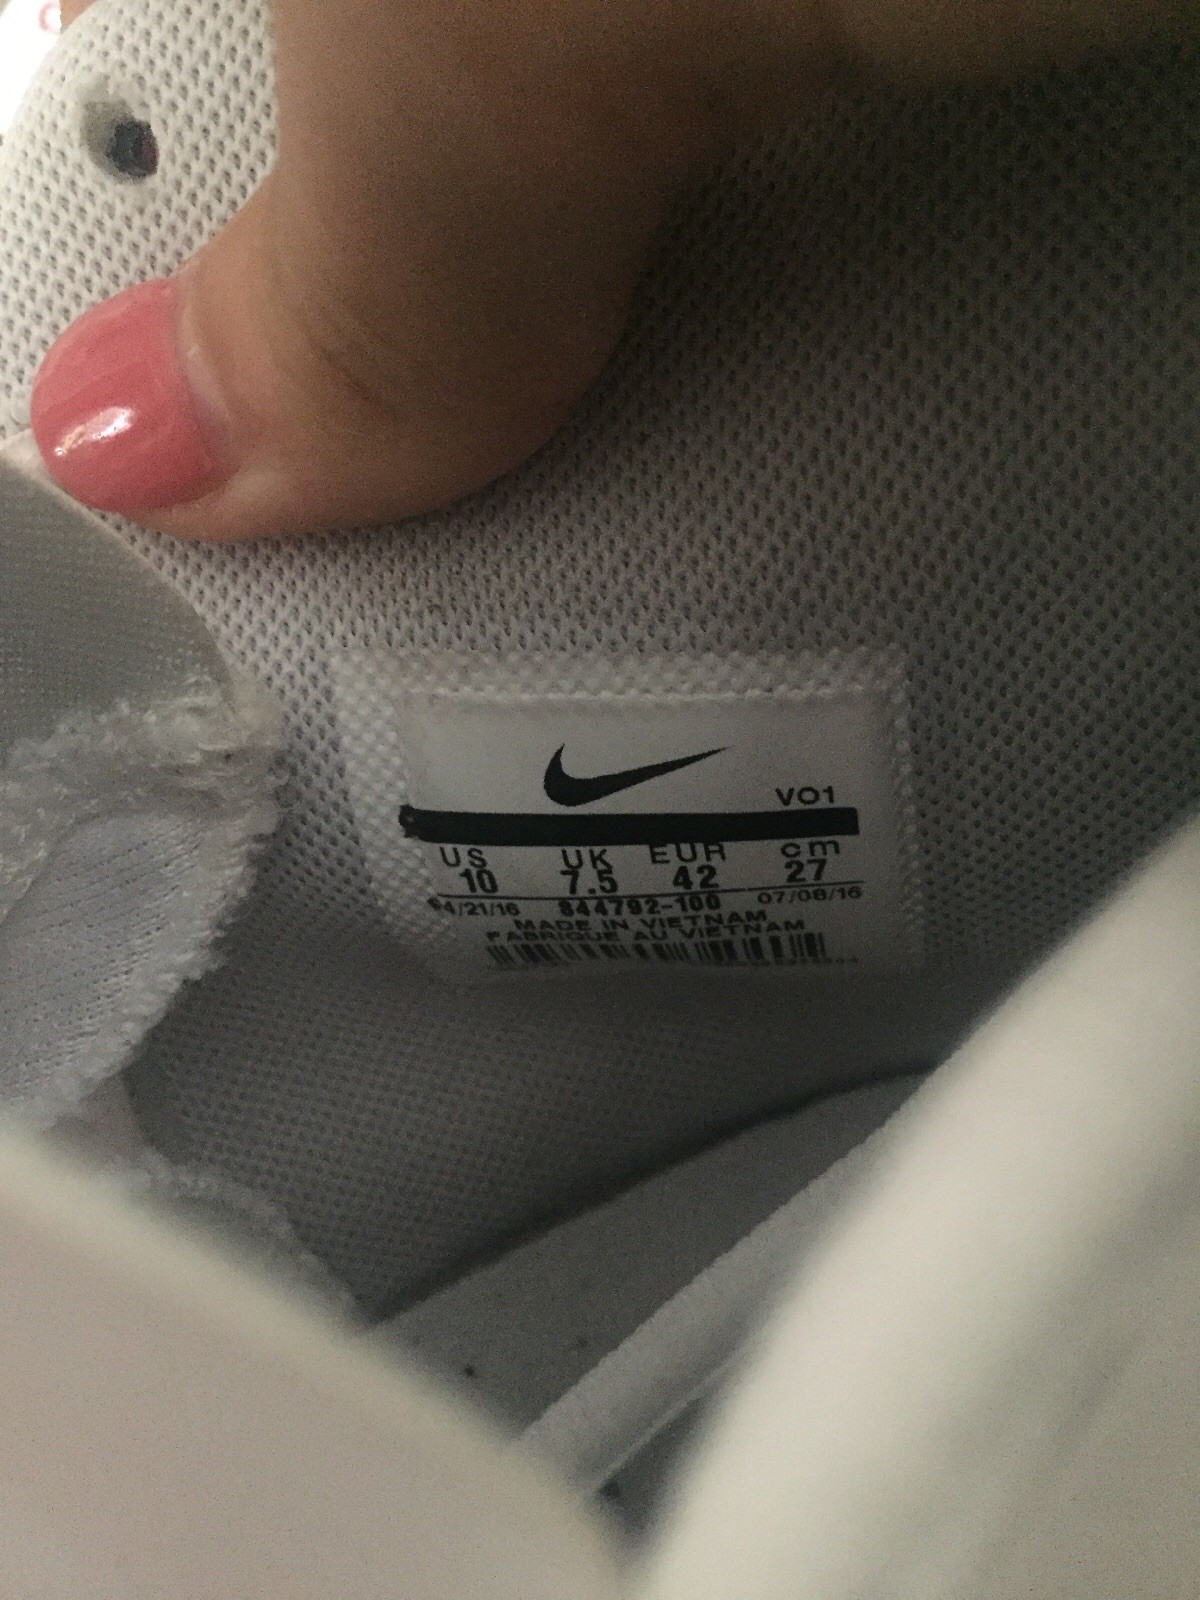 VO1
US UK EUR cm
10 7.5 42 27
04/21/16 844792-100 07/08/16
MADE IN VIETNAM
FABRIQUE AU VIETNAM